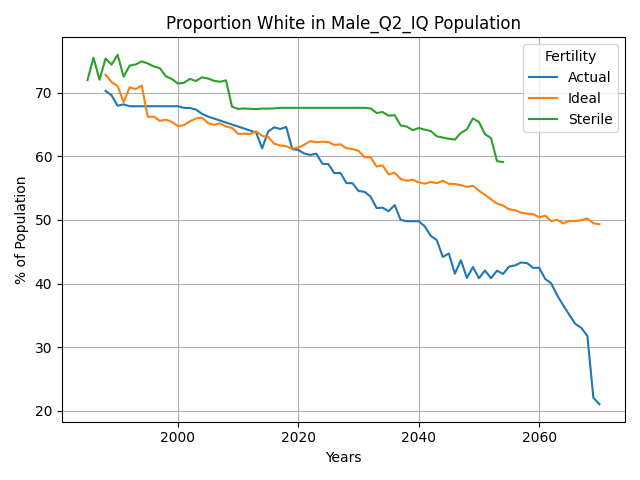 Proportion White in Male_Q2_IQ Population
Fertility
Actual
Ideal
Sterile
% of Population
70
60
50
40
30
20
2000
2020
2040
2060
Years